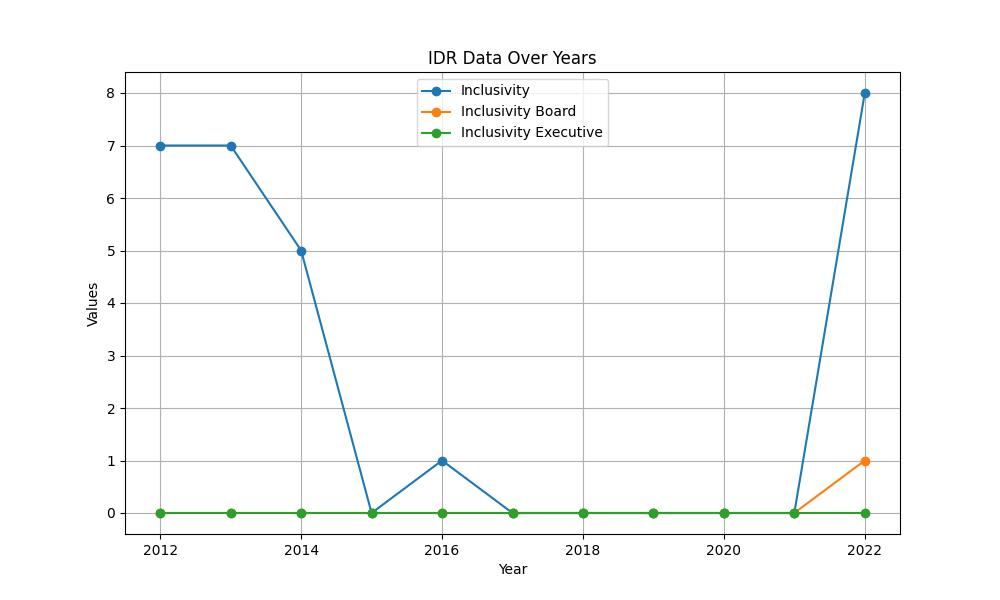 IDR Data Over Years
Inclusivity
Inclusivity Board
Inclusivity Executive
8
7
6
5
4
3
2
1
0
Values
2012 2014 2016 2018 2020 2022
Year